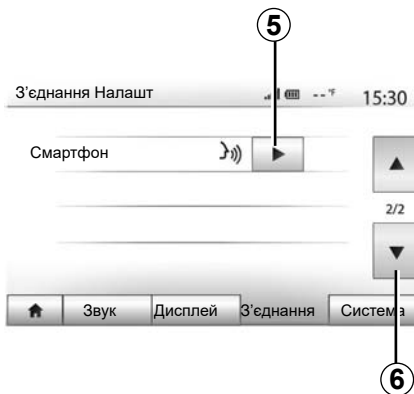 5
З’єднання Налашт --°F 15:30
Смартфон
2/2
Звук Дисплей З’єднання Система
6